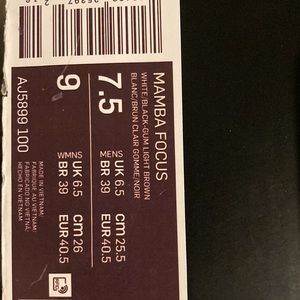 MAMBA FOCUS
WHITE/BLACK-GUM LIGHT BROWN
BLANC/BRUN CLAIR GOMME/NOIR
7.5
MENS
UK 6.5
BR 39
cm 25.5
EUR 40.5
9
WMNS
UK 6.5
BR 39
cm 26
EUR 40.5
AJ5899 100
MADE IN VIETNAM/
FABRIQUÉ AU VIETNAM/
FABRICADO NO VIETNÃ/
HECHO EN VIETNAM